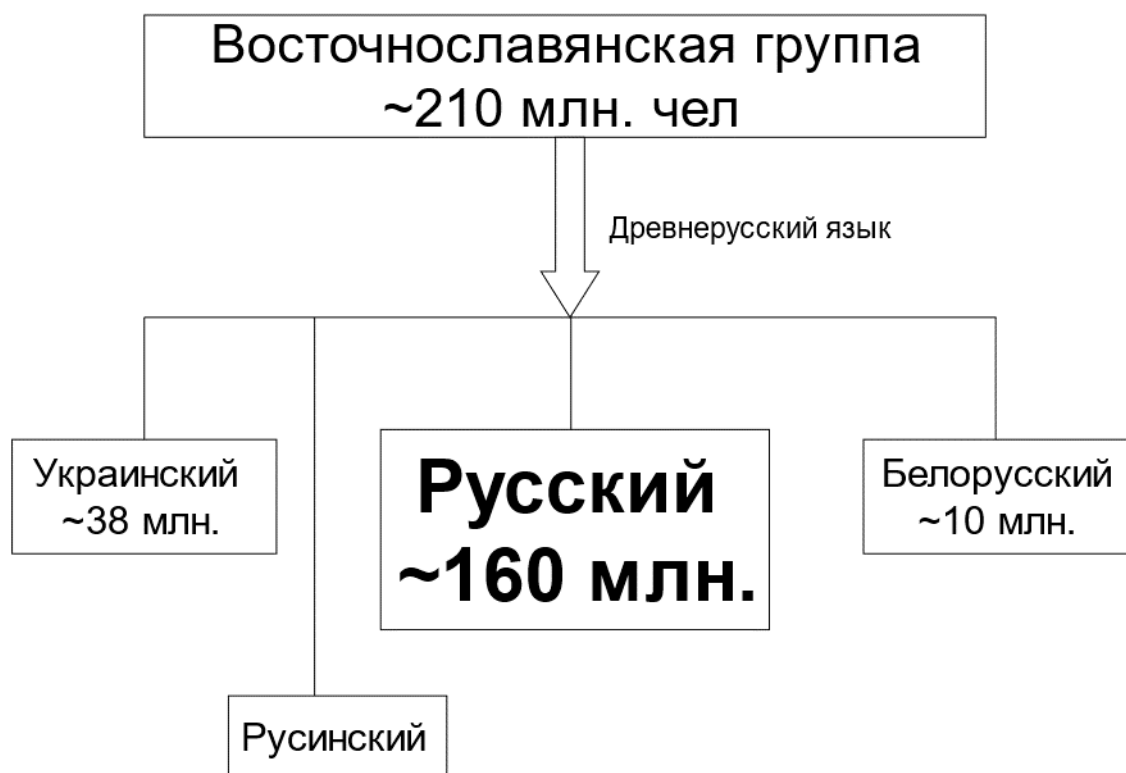 Восточнославянская группа
~210 млн. чел
Древнерусский язык
Украинский
~38 млн.
Русский
~160 млн.
Белорусский
~10 млн.
Русинский